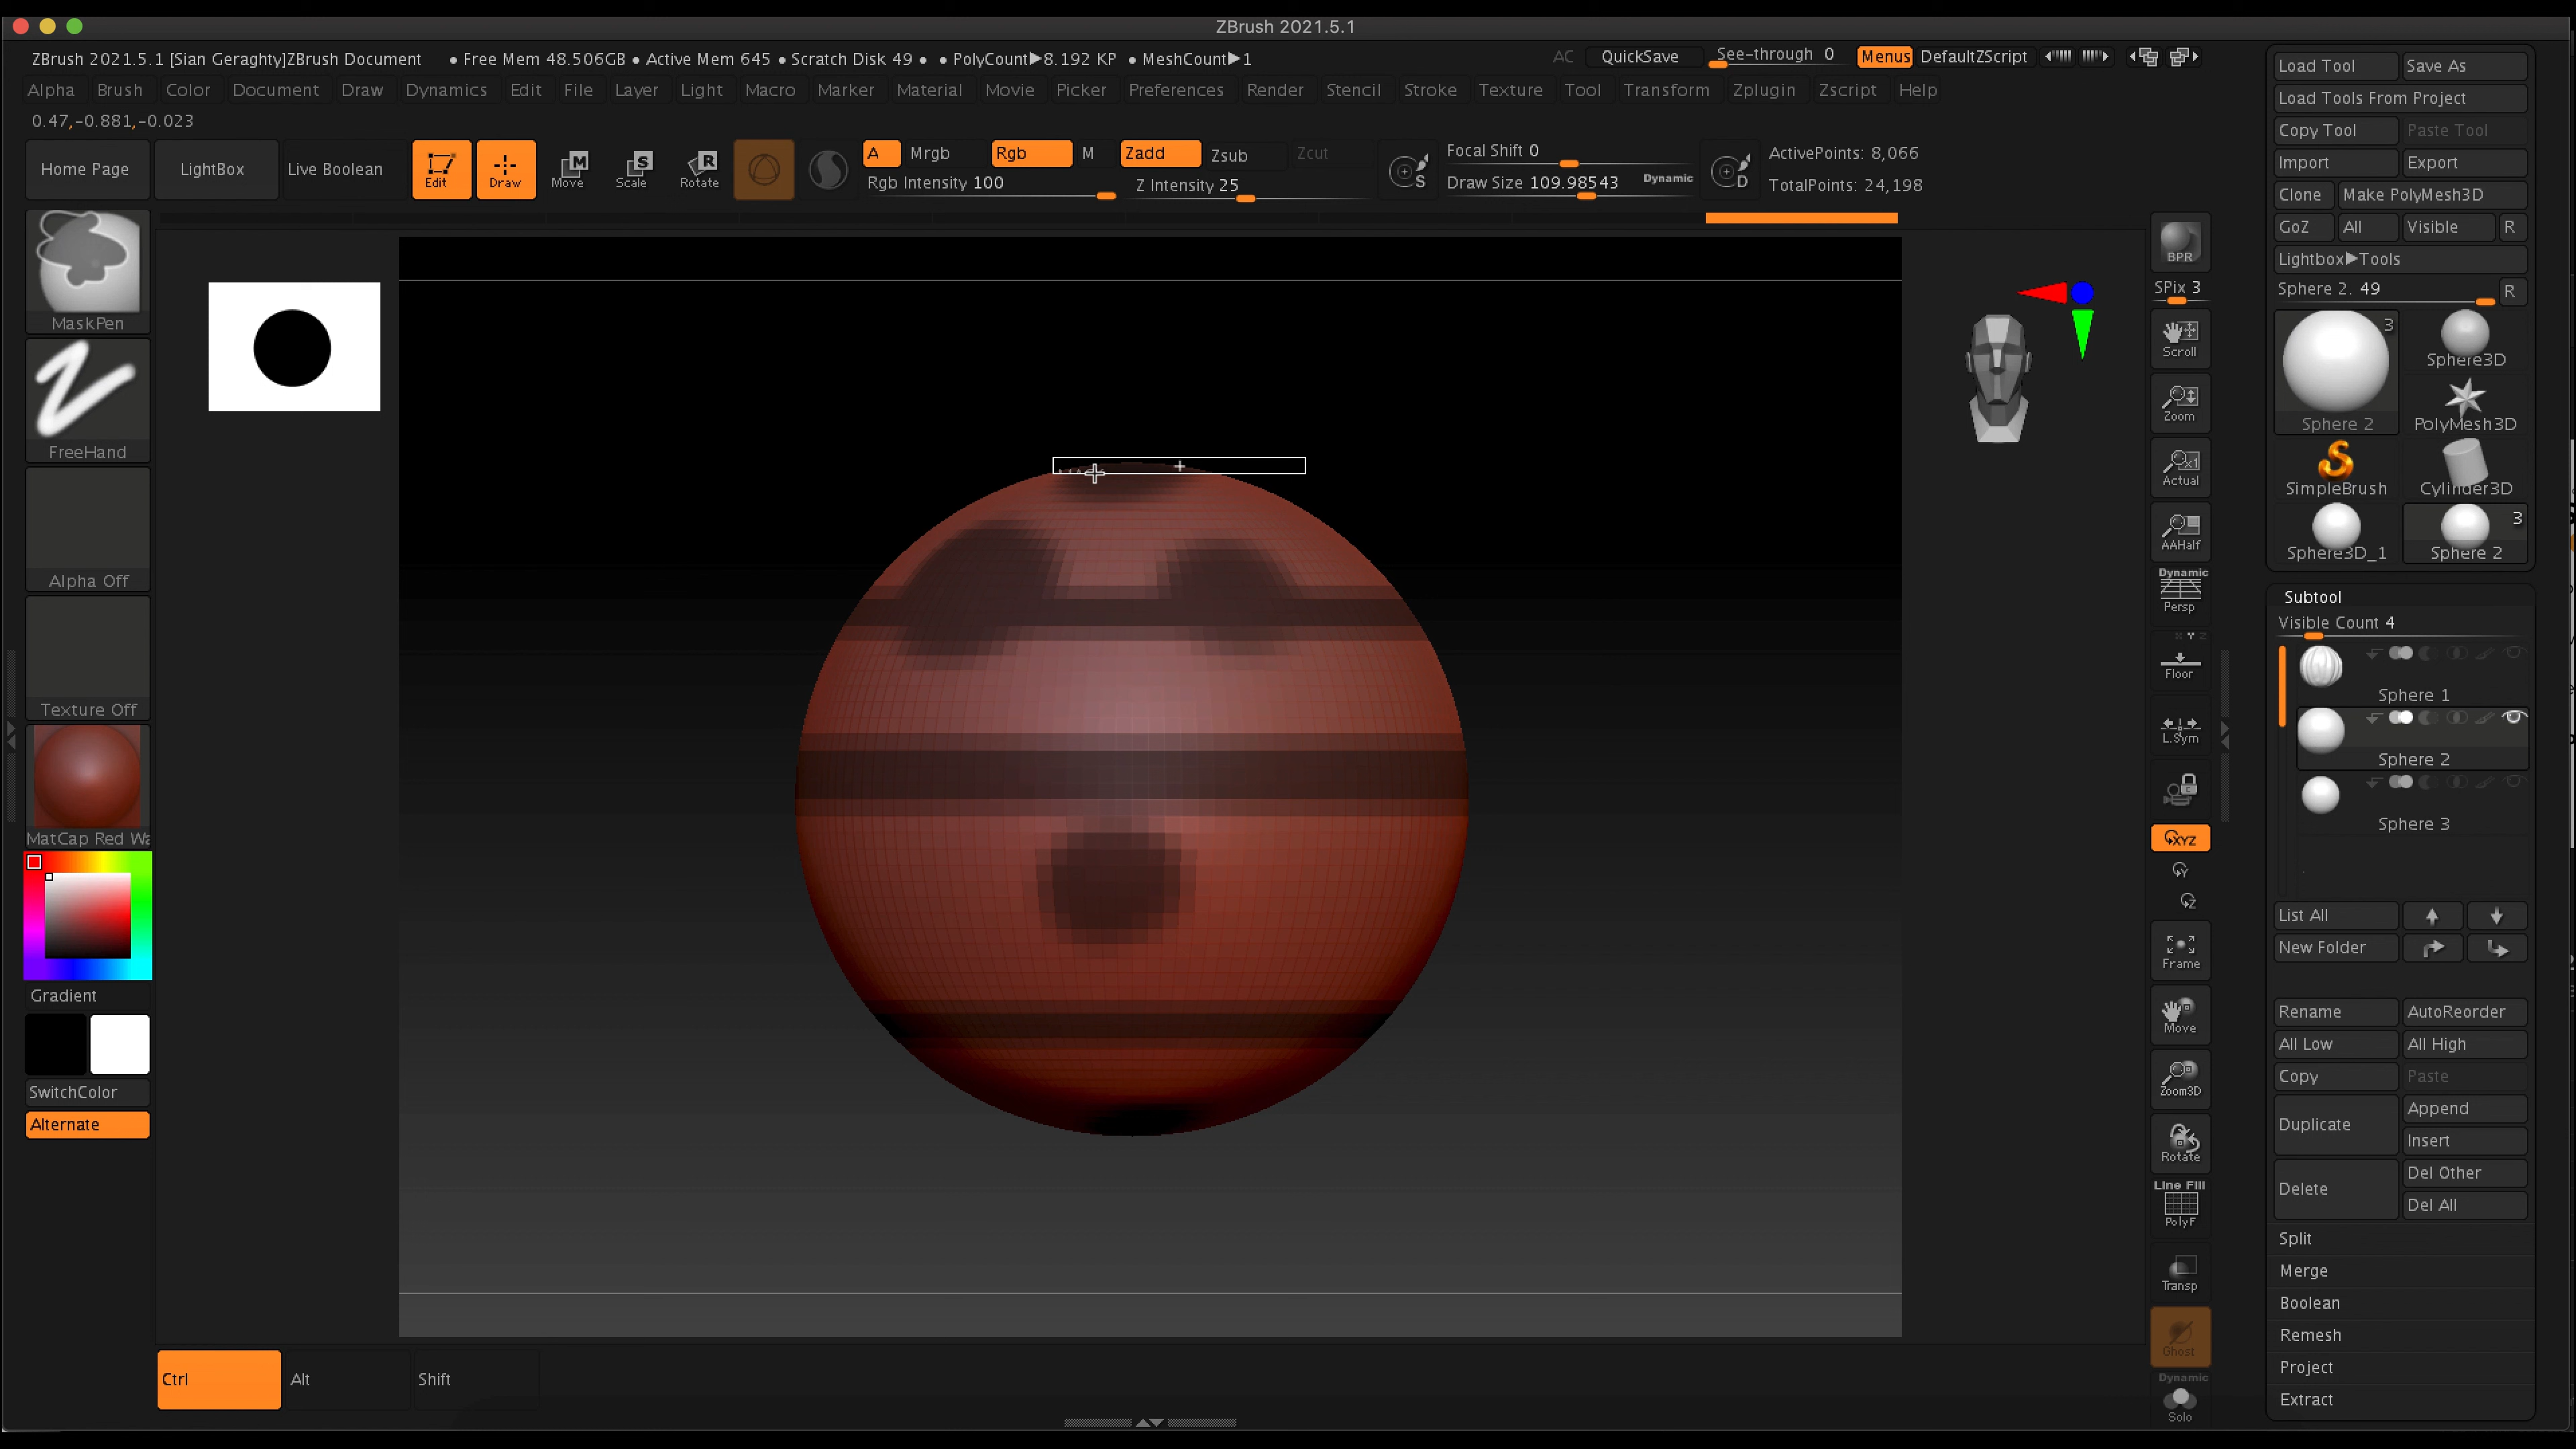 ZBrush 2021.5.1
ZBrush 2021.5.1 [Sian Geraghty]ZBrush Document • Free Mem 48.506GB • Active Mem 645 • Scratch Disk 49 • • PolyCount▶8.192 KP • MeshCount▶1
AC QuickSave See-through 0 Menus DefaultZScript
Alpha Brush Color Document Draw Dynamics Edit File Layer Light Macro Marker Material Movie Picker Preferences Render Stencil Stroke Texture Tool Transform Zplugin Zscript Help
0.47,-0.881,-0.023
Home Page LightBox Live Boolean Edit Draw Move Scale Rotate
M S R
A Mrgb Rgb M Zadd Zsub Zcut
Rgb Intensity 100 Z Intensity 25
S Focal Shift 0
Draw Size 109.98543 Dynamic
D ActivePoints: 8,066
TotalPoints: 24,198
MaskPen
FreeHand
Alpha Off
Texture Off
MatCap Red Wa
Gradient
SwitchColor
Alternate
Ctrl Alt Shift
BPR
SPix 3
Scroll
Zoom
Actual
AAHalf
Dynamic
Persp
Floor
L.Sym
XYZ
Y
Z
Frame
Move
Zoom3D
Rotate
Line Fill
PolyF
Transp
Ghost
Dynamic
Solo
Load Tool Save As
Load Tools From Project
Copy Tool Paste Tool
Import Export
Clone Make PolyMesh3D
GoZ All Visible R
Lightbox▶Tools
Sphere 2. 49 R
3
Sphere 2 Sphere3D
PolyMesh3D
SimpleBrush Cylinder3D
3
Sphere3D_1 Sphere 2
Subtool
Visible Count 4
Sphere 1
Sphere 2
Sphere 3
List All
New Folder
Rename AutoReorder
All Low All High
Copy Paste
Duplicate Append
Insert
Delete Del Other
Del All
Split
Merge
Boolean
Remesh
Project
Extract